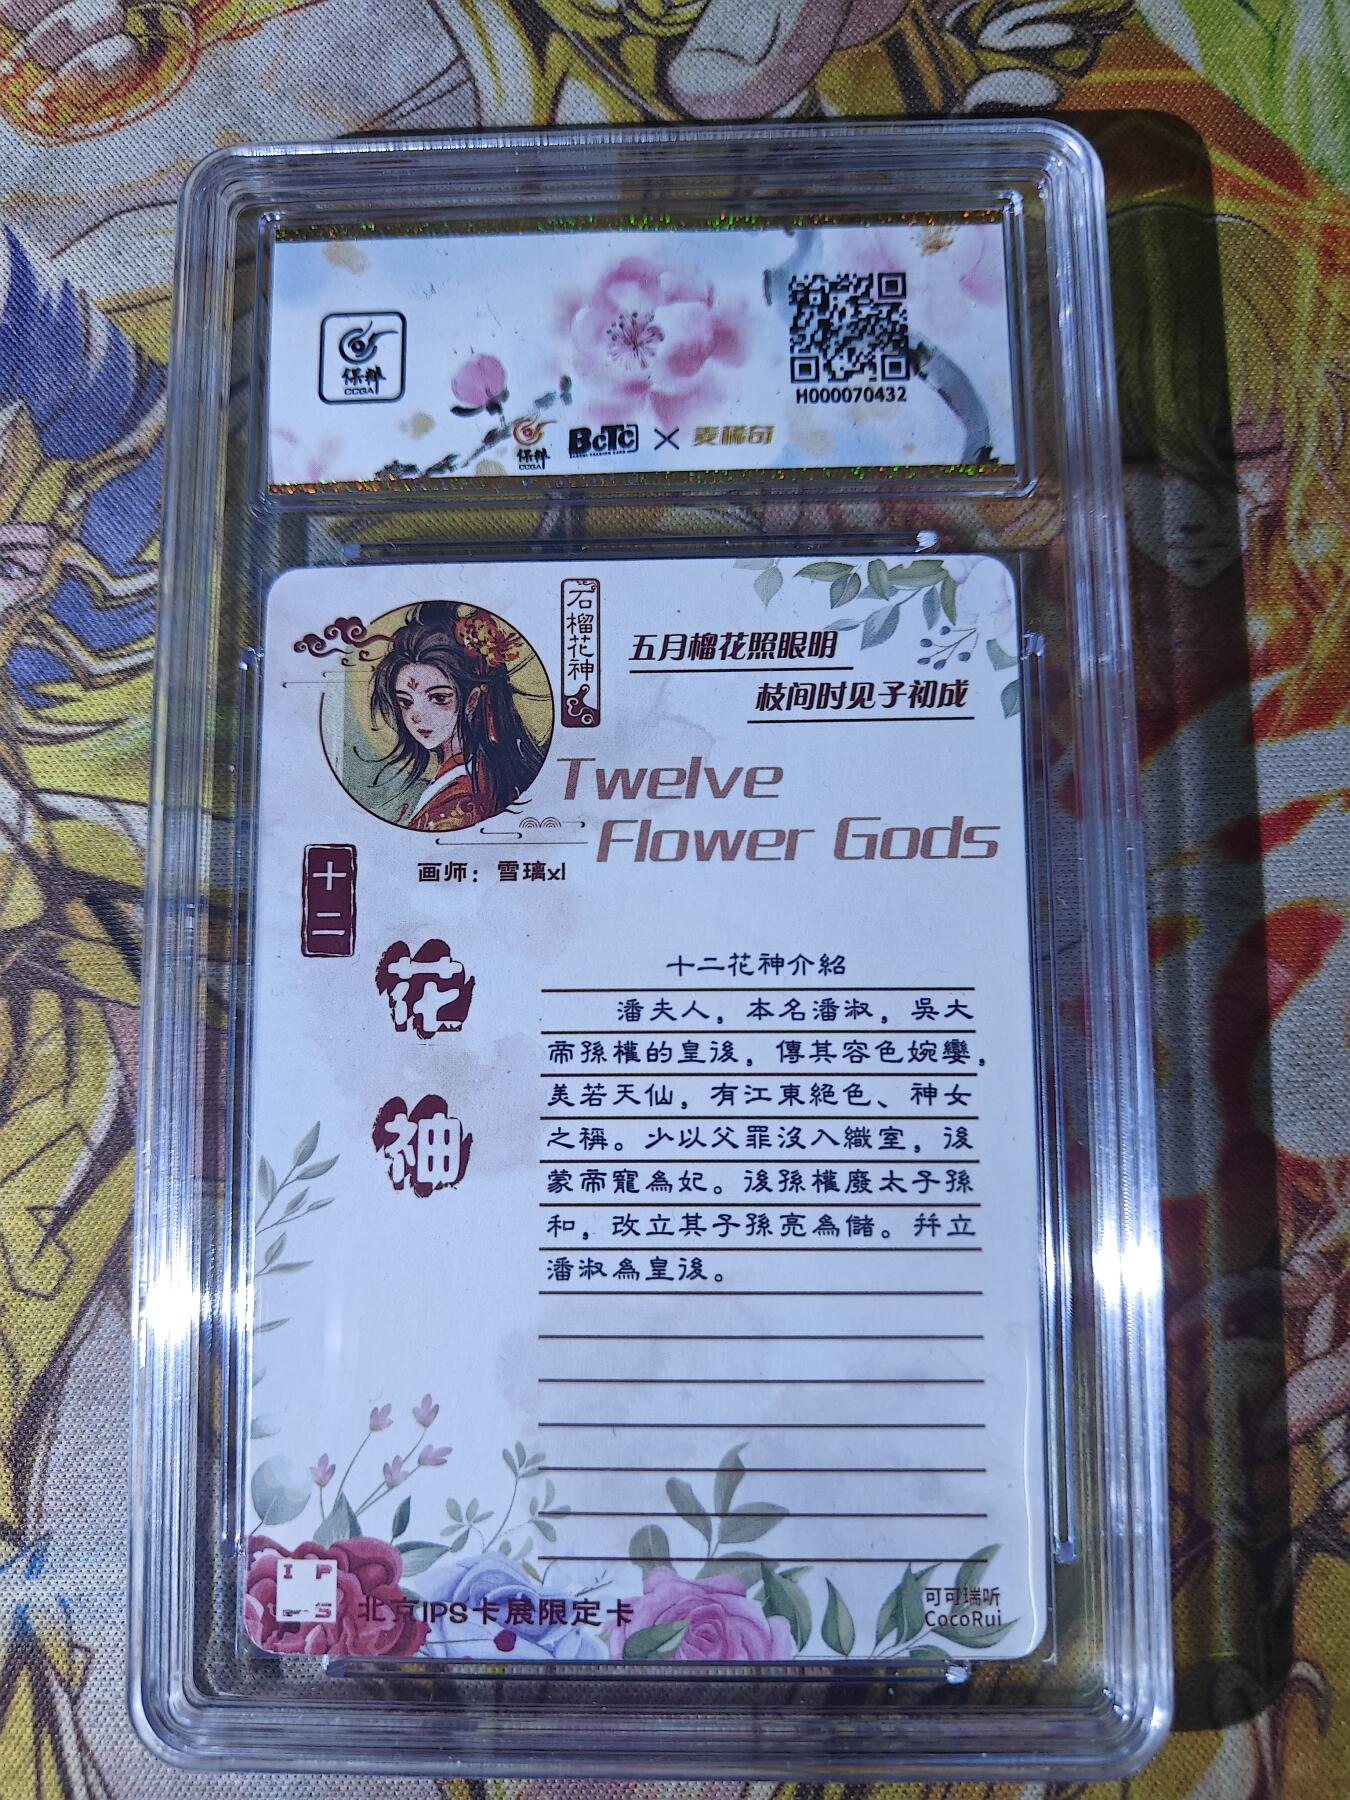 保粹
CCGA
H000070432
保粹
CCGA
BCTC
×
麦稀奇
石榴花神
五月榴花照眼明
枝间时见子初成
Twelve
Flower Gods
画师：雪璃xl
十二
花神
十二花神介紹
潘夫人，本名潘淑，吳大
帝孫權的皇後，傳其容色婉孌，
美若天仙，有江東絕色、神女
之稱。少以父罪沒入織室，後
蒙帝寵為妃。後孫權廢太子孫
和，改立其子孫亮為儲。并立
潘淑為皇後。
IP
S
北京IPS卡展限定卡
可可瑞听
CocoRui